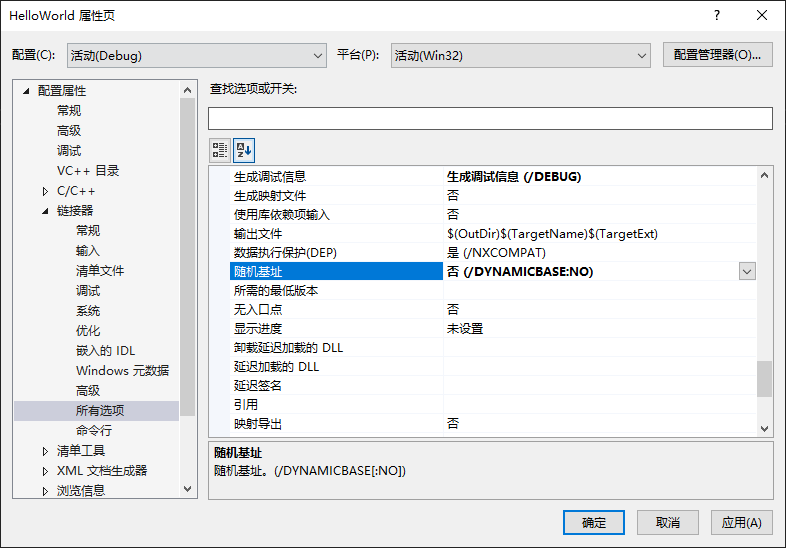 HelloWorld 属性页
配置(C): 活动(Debug) 平台(P): 活动(Win32) 配置管理器(O)...
配置属性
常规
高级
调试
VC++ 目录
C/C++
链接器
常规
输入
清单文件
调试
系统
优化
嵌入的 IDL
Windows 元数据
高级
所有选项
命令行
清单工具
XML 文档生成器
浏览信息
查找选项或开关:
生成调试信息 生成调试信息 (/DEBUG)
生成映射文件 否
使用库依赖项输入 否
输出文件 $(OutDir)$(TargetName)$(TargetExt)
数据执行保护(DEP) 是 (/NXCOMPAT)
随机基址 否 (/DYNAMICBASE:NO)
所需的最低版本
无入口点 否
显示进度 未设置
卸载延迟加载的 DLL
延迟加载的 DLL
延迟签名
引用
映射导出 否
随机基址
随机基址。(/DYNAMICBASE[:NO])
确定 取消 应用(A)